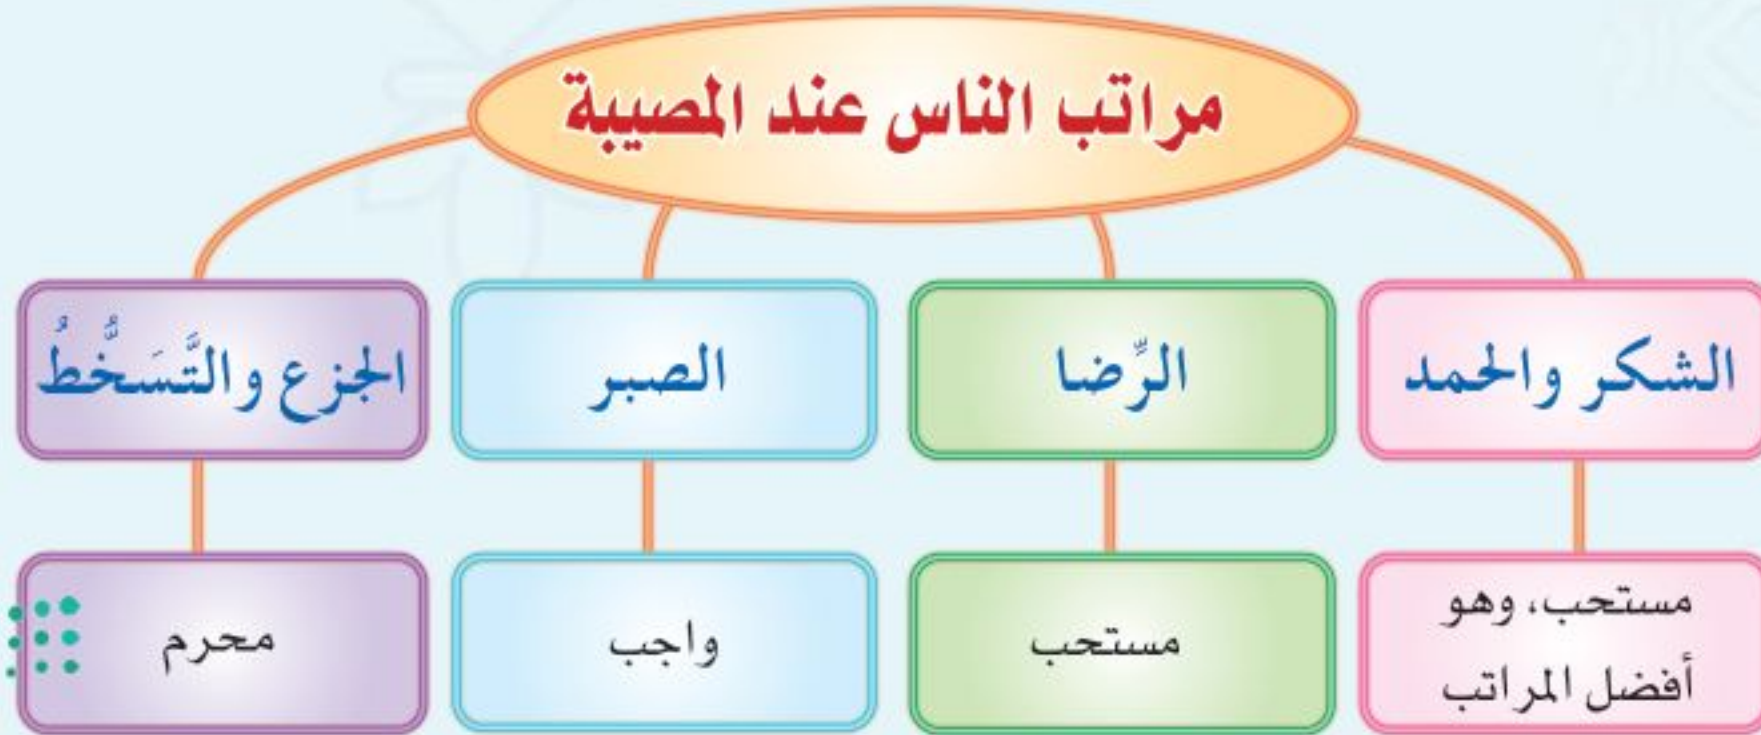 مراتب الناس عند المصيبة
الشكر والحمد
الرِّضا
الصبر
الجزع والتَّسَخُّطُ
مستحب، وهو
أفضل المراتب
مستحب
واجب
محرم